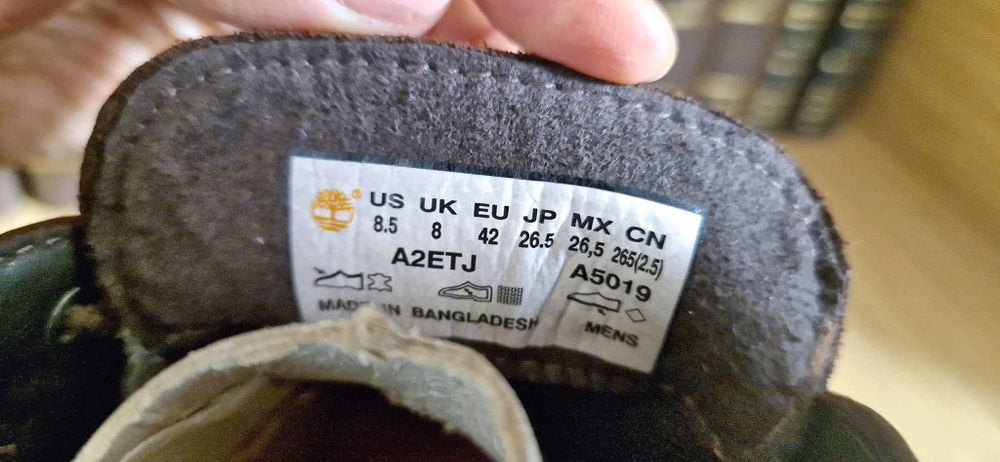 US UK EU JP MX CN
8.5 8 42 26.5 26,5 265(2.5)
A2ETJ A5019
MADE IN BANGLADESH MENS